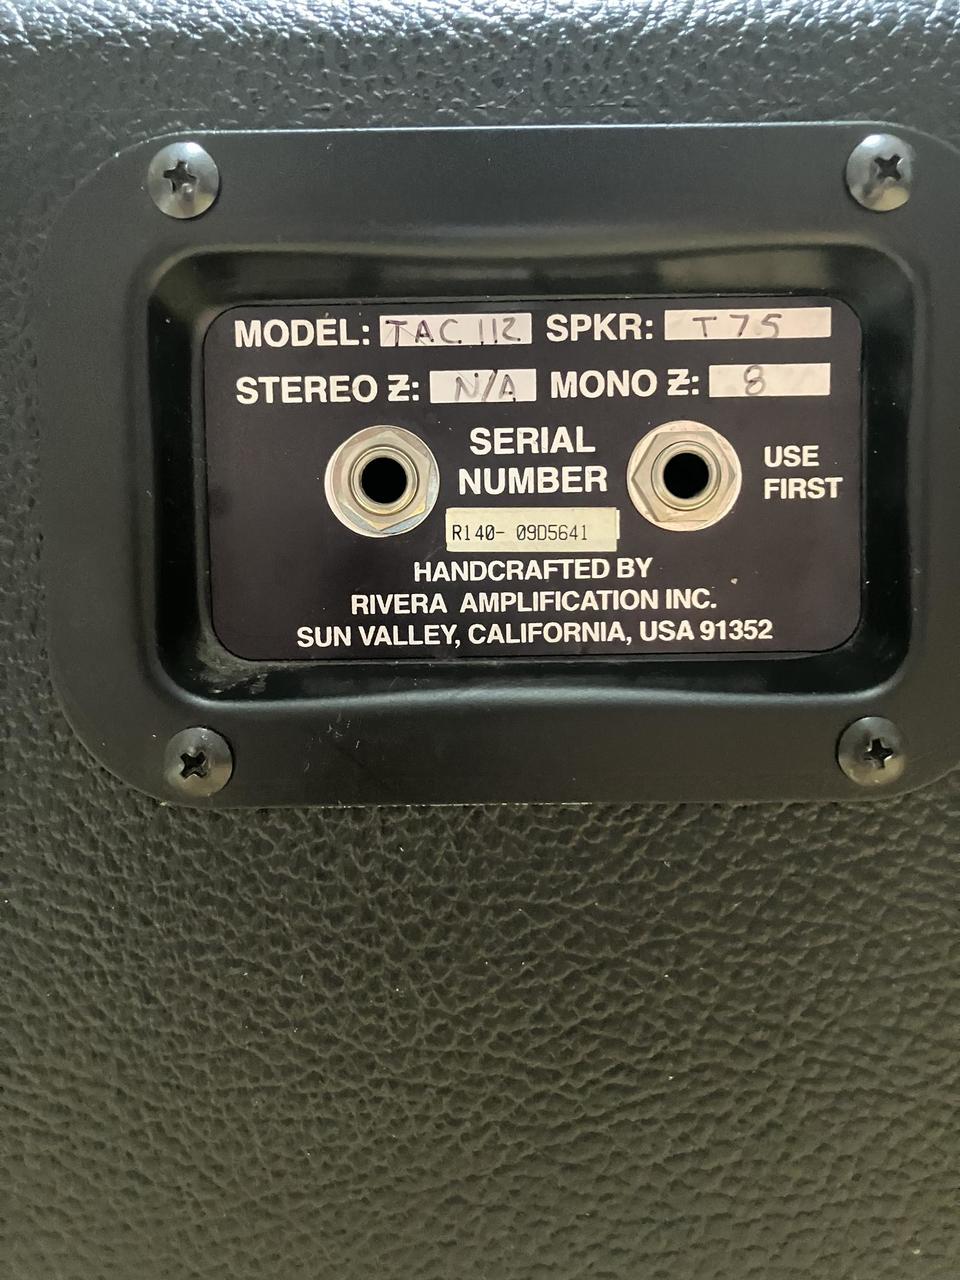 MODEL: TAC 112 SPKR: T75
STEREO Z: N/A MONO Z: 8
SERIAL
NUMBER
USE
FIRST
R140- 09D5641
HANDCRAFTED BY
RIVERA AMPLIFICATION INC.
SUN VALLEY, CALIFORNIA, USA 91352